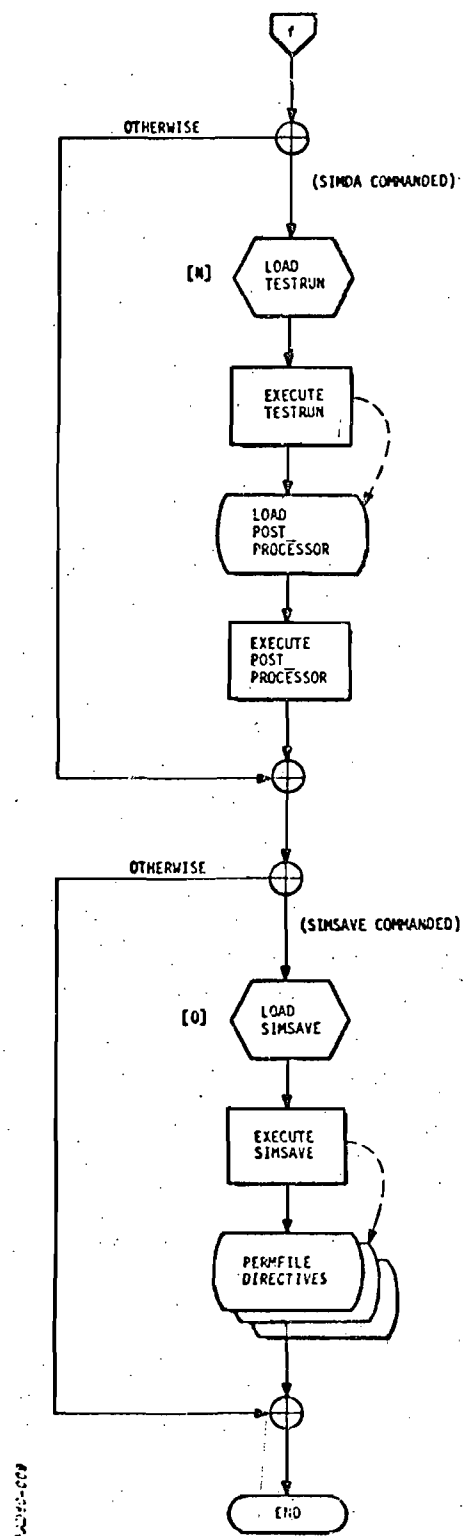 f
OTHERWISE
(SIMDA COMMANDED)
[N]
LOAD
TESTRUN
EXECUTE
TESTRUN
LOAD
POST_
PROCESSOR
EXECUTE
POST_
PROCESSOR
OTHERWISE
(SIMSAVE COMMANDED)
[O]
LOAD
SIMSAVE
EXECUTE
SIMSAVE
PERMFILE
DIRECTIVES
END